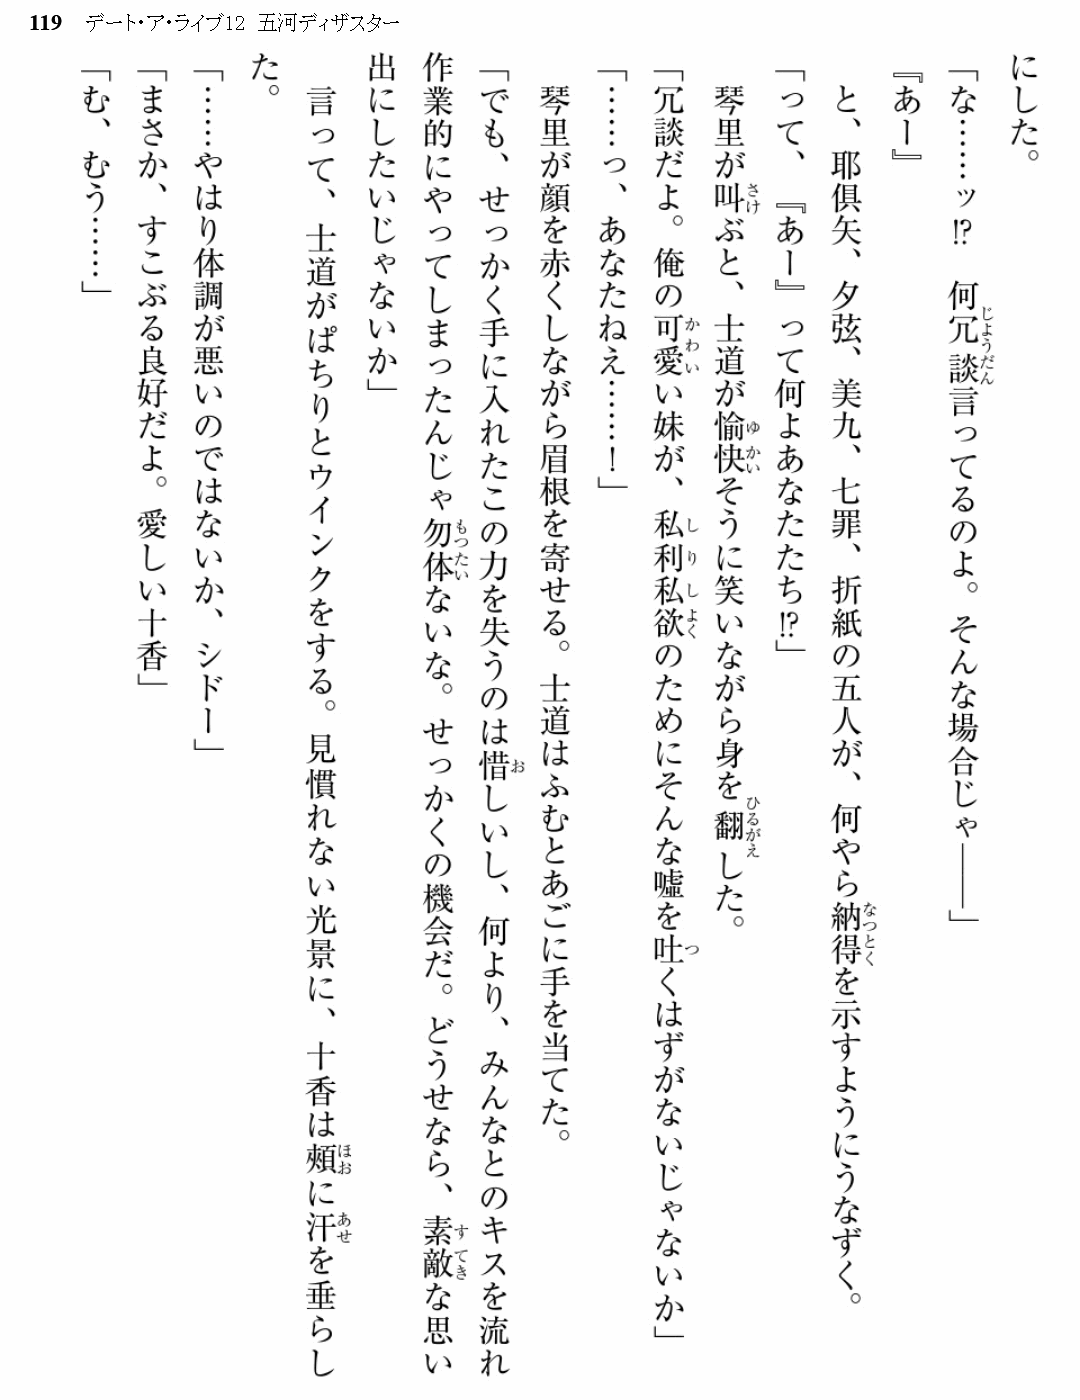 119 デート・ア・ライブ12 五河ディザスター
にした。
「な……ッ!? 何冗談言ってるのよ。そんな場合じゃ――」
『あー』
と、耶倶矢、夕弦、美九、七罪、折紙の五人が、何やら納得を示すようにうなずく。
「って、『あー』って何よあなたたち!?」
琴里が叫ぶと、士道が愉快そうに笑いながら身を翻した。
「冗談だよ。俺の可愛い妹が、私利私欲のためにそんな嘘を吐くはずがないじゃないか」
「……っ、あなたねえ……！」
琴里が顔を赤くしながら眉根を寄せる。士道はふむとあごに手を当てた。
「でも、せっかく手に入れたこの力を失うのは惜しいし、何より、みんなとのキスを流れ
作業的にやってしまったんじゃ勿体ないな。せっかくの機会だ。どうせなら、素敵な思い
出にしたいじゃないか」
言って、士道がぱちりとウインクをする。見慣れない光景に、十香は頰に汗を垂らし
た。
「……やはり体調が悪いのではないか、シドー」
「まさか、すこぶる良好だよ。愛しい十香」
「む、むう……」